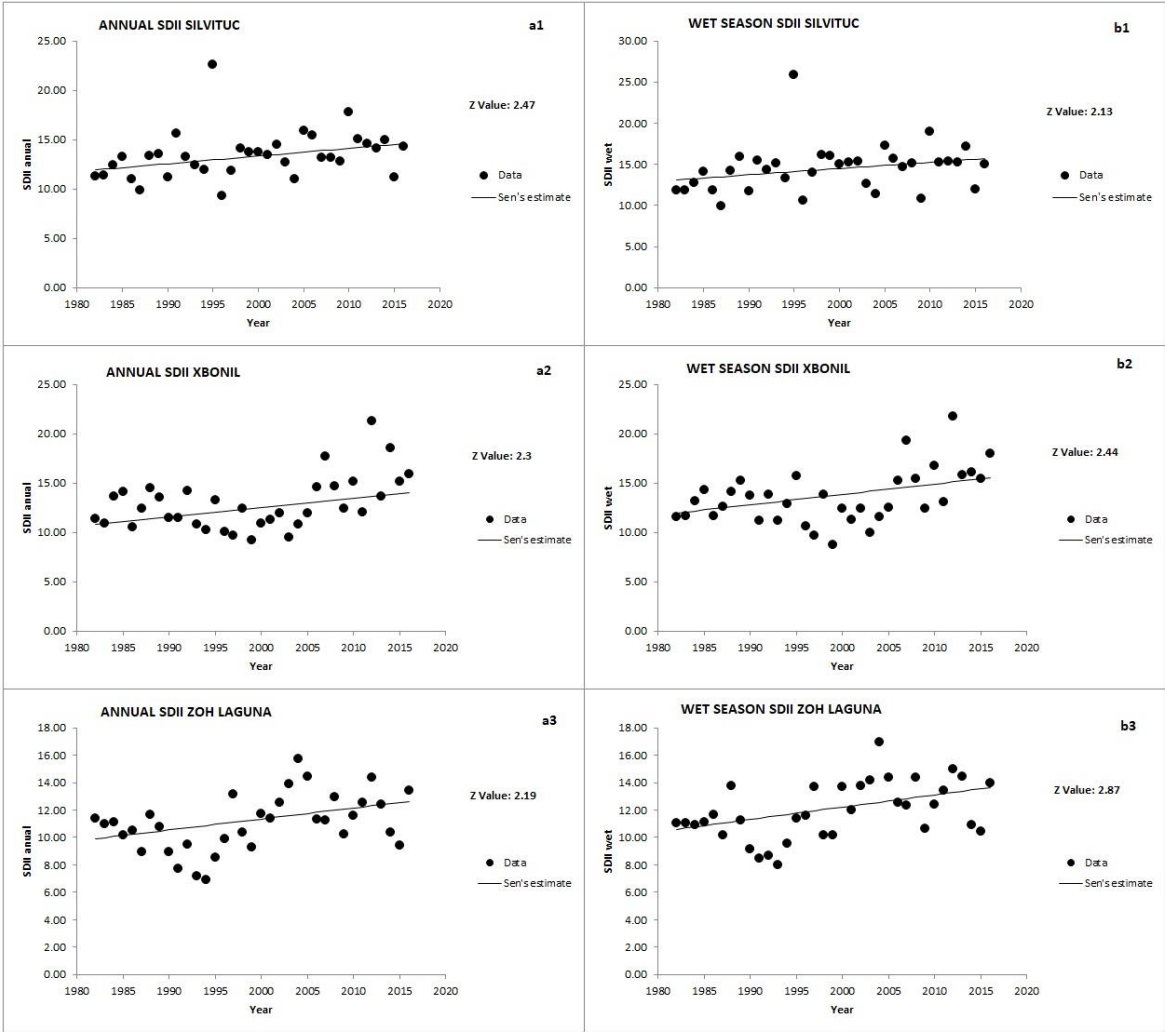 ANNUAL SDII SILVITUC
a1
25.00
20.00
15.00
10.00
5.00
0.00
SDII anual
Z Value: 2.47
Data
Sen's estimate
1980 1985 1990 1995 2000 2005 2010 2015 2020
Year
WET SEASON SDII SILVITUC
b1
30.00
25.00
20.00
15.00
10.00
5.00
0.00
SDII wet
Z Value: 2.13
Data
Sen's estimate
1980 1985 1990 1995 2000 2005 2010 2015 2020
Year
ANNUAL SDII XBONIL
a2
25.00
20.00
15.00
10.00
5.00
0.00
SDII anual
Z Value: 2.3
Data
Sen's estimate
1980 1985 1990 1995 2000 2005 2010 2015 2020
Year
WET SEASON SDII XBONIL
b2
25.00
20.00
15.00
10.00
5.00
0.00
SDII wet
Z Value: 2.44
Data
Sen's estimate
1980 1985 1990 1995 2000 2005 2010 2015 2020
Year
ANNUAL SDII ZOH LAGUNA
a3
18.00
16.00
14.00
12.00
10.00
8.00
6.00
4.00
2.00
0.00
SDII anual
Z Value: 2.19
Data
Sen's estimate
1980 1985 1990 1995 2000 2005 2010 2015 2020
Year
WET SEASON SDII ZOH LAGUNA
b3
18.00
16.00
14.00
12.00
10.00
8.00
6.00
4.00
2.00
0.00
SDII wet
Z Value: 2.87
Data
Sen's estimate
1980 1985 1990 1995 2000 2005 2010 2015 2020
Year